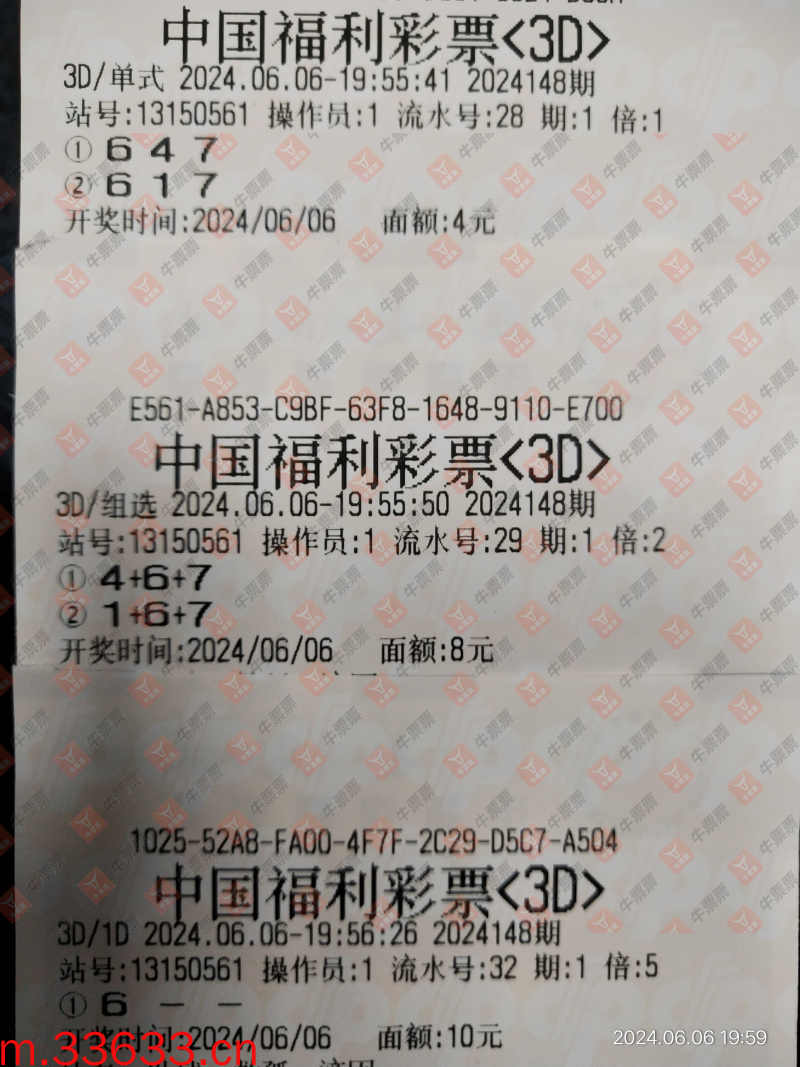 中国福利彩票<3D>
3D/单式 2024.06.06-19:55:41 2024148期
站号:13150561 操作员:1 流水号:28 期:1 倍:1
① 6 4 7
② 6 1 7
开奖时间:2024/06/06 面额:4元
E561-A853-C9BF-63F8-1648-9110-E700
中国福利彩票<3D>
3D/组选 2024.06.06-19:55:50 2024148期
站号:13150561 操作员:1 流水号:29 期:1 倍:2
① 4+6+7
② 1+6+7
开奖时间:2024/06/06 面额:8元
1025-52A8-FA00-4F7F-2C29-D5C7-A504
中国福利彩票<3D>
3D/1D 2024.06.06-19:56:26 2024148期
站号:13150561 操作员:1 流水号:32 期:1 倍:5
① 6 — —
开奖时间:2024/06/06 面额:10元
2024.06.06 19:59
m.33633.cn
牛票票